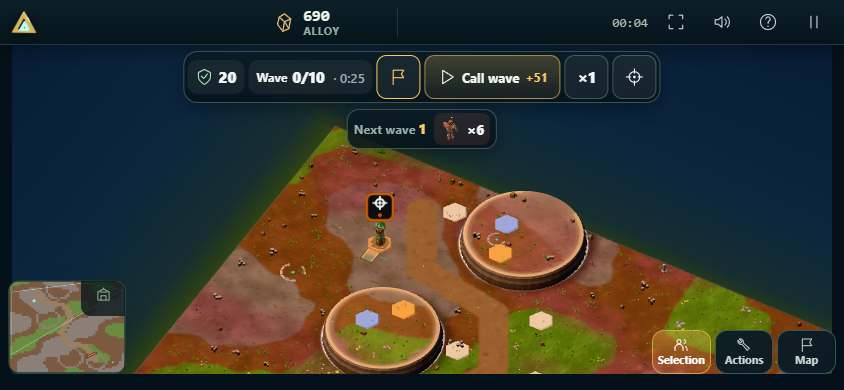 690
ALLOY
00:04
20
Wave 0/10 · 0:25
Call wave +51
×1
Next wave 1
×6
Selection
Actions
Map